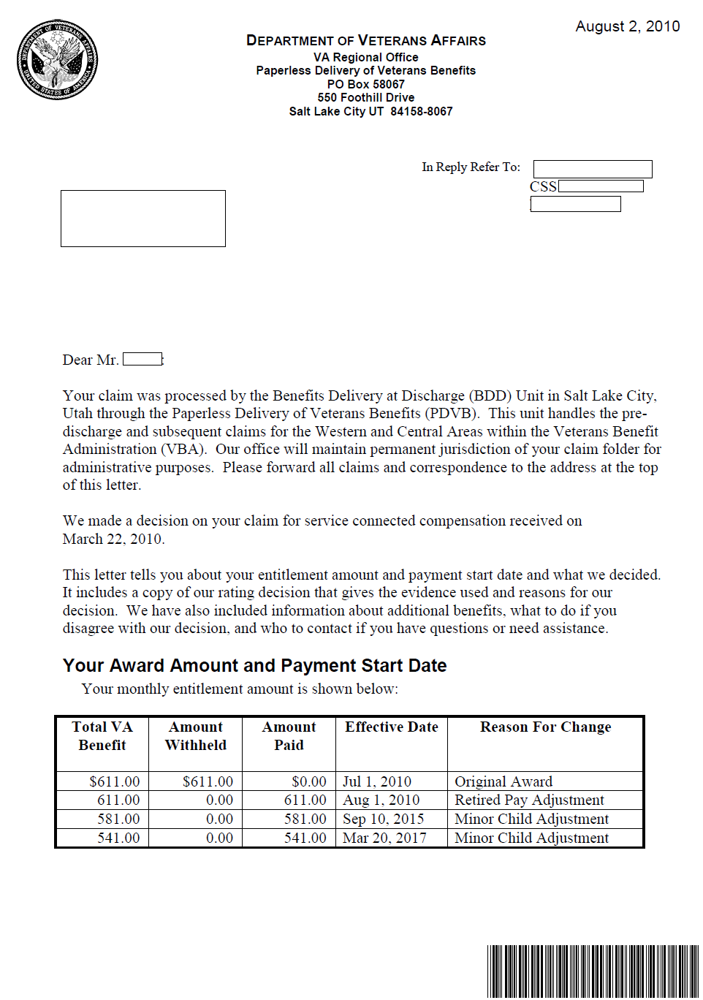 August 2, 2010
DEPARTMENT OF VETERANS AFFAIRS
VA Regional Office
Paperless Delivery of Veterans Benefits
PO Box 58067
550 Foothill Drive
Salt Lake City UT  84158-8067
DEPARTMENT OF VETERANS AFFAIRS
UNITED STATES OF AMERICA
In Reply Refer To:
CSS
Dear Mr. :
Your claim was processed by the Benefits Delivery at Discharge (BDD) Unit in Salt Lake City,
Utah through the Paperless Delivery of Veterans Benefits (PDVB).  This unit handles the pre-
discharge and subsequent claims for the Western and Central Areas within the Veterans Benefit
Administration (VBA).  Our office will maintain permanent jurisdiction of your claim folder for
administrative purposes.  Please forward all claims and correspondence to the address at the top
of this letter.
We made a decision on your claim for service connected compensation received on
March 22, 2010.
This letter tells you about your entitlement amount and payment start date and what we decided.
It includes a copy of our rating decision that gives the evidence used and reasons for our
decision.  We have also included information about additional benefits, what to do if you
disagree with our decision, and who to contact if you have questions or need assistance.
Your Award Amount and Payment Start Date
Your monthly entitlement amount is shown below:
Total VA Benefit | Amount Withheld | Amount Paid | Effective Date | Reason For Change
$611.00 | $611.00 | $0.00 | Jul 1, 2010 | Original Award
611.00 | 0.00 | 611.00 | Aug 1, 2010 | Retired Pay Adjustment
581.00 | 0.00 | 581.00 | Sep 10, 2015 | Minor Child Adjustment
541.00 | 0.00 | 541.00 | Mar 20, 2017 | Minor Child Adjustment